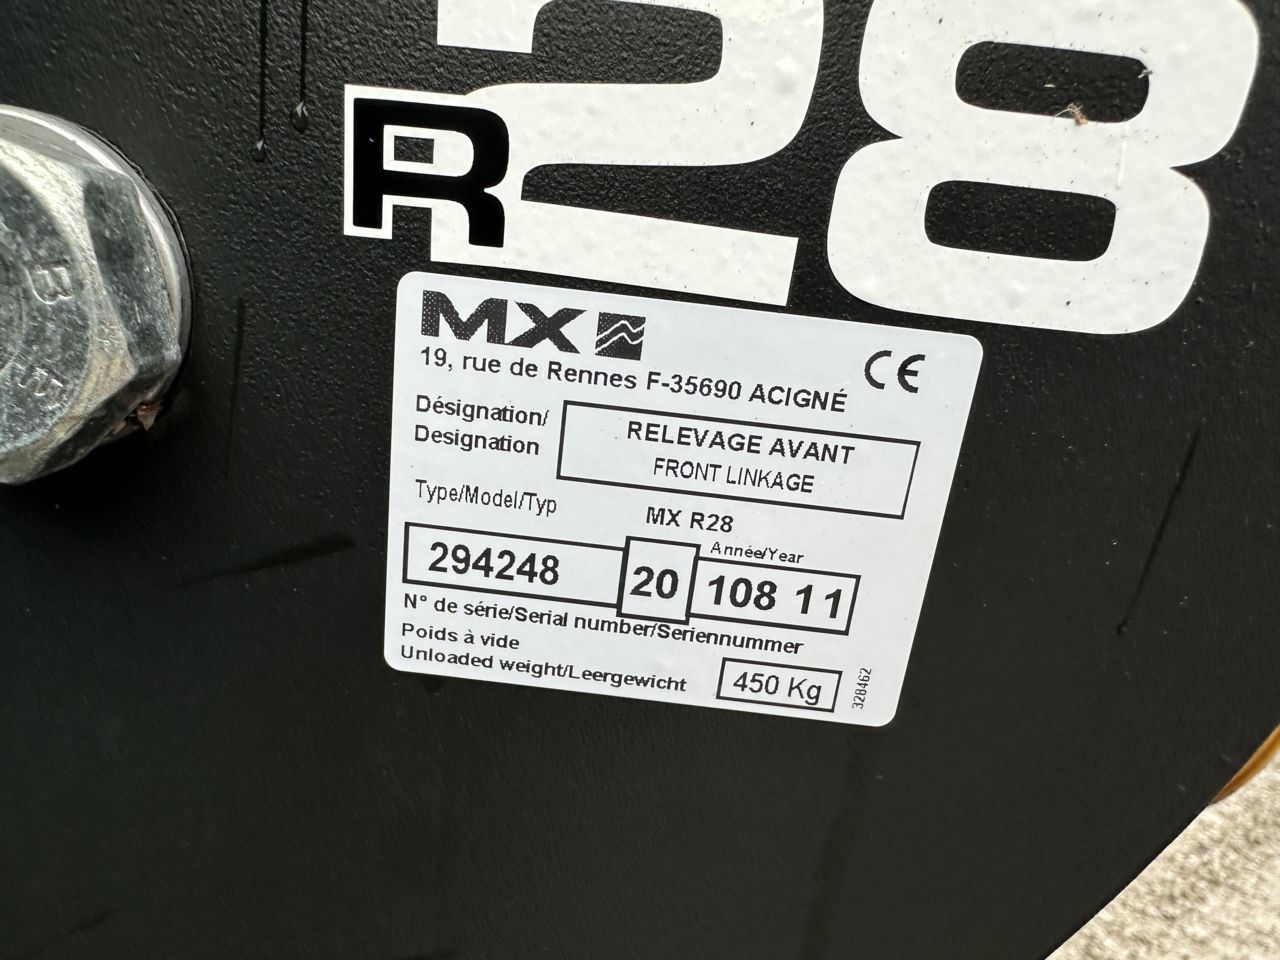 R28
MX
CE
19, rue de Rennes F-35690 ACIGNÉ
Désignation/
Designation
RELEVAGE AVANT
FRONT LINKAGE
Type/Model/Typ
MX R28
Année/Year
294248 20 108 11
N° de série/Serial number/Seriennummer
Poids à vide
Unloaded weight/Leergewicht
450 Kg
328462